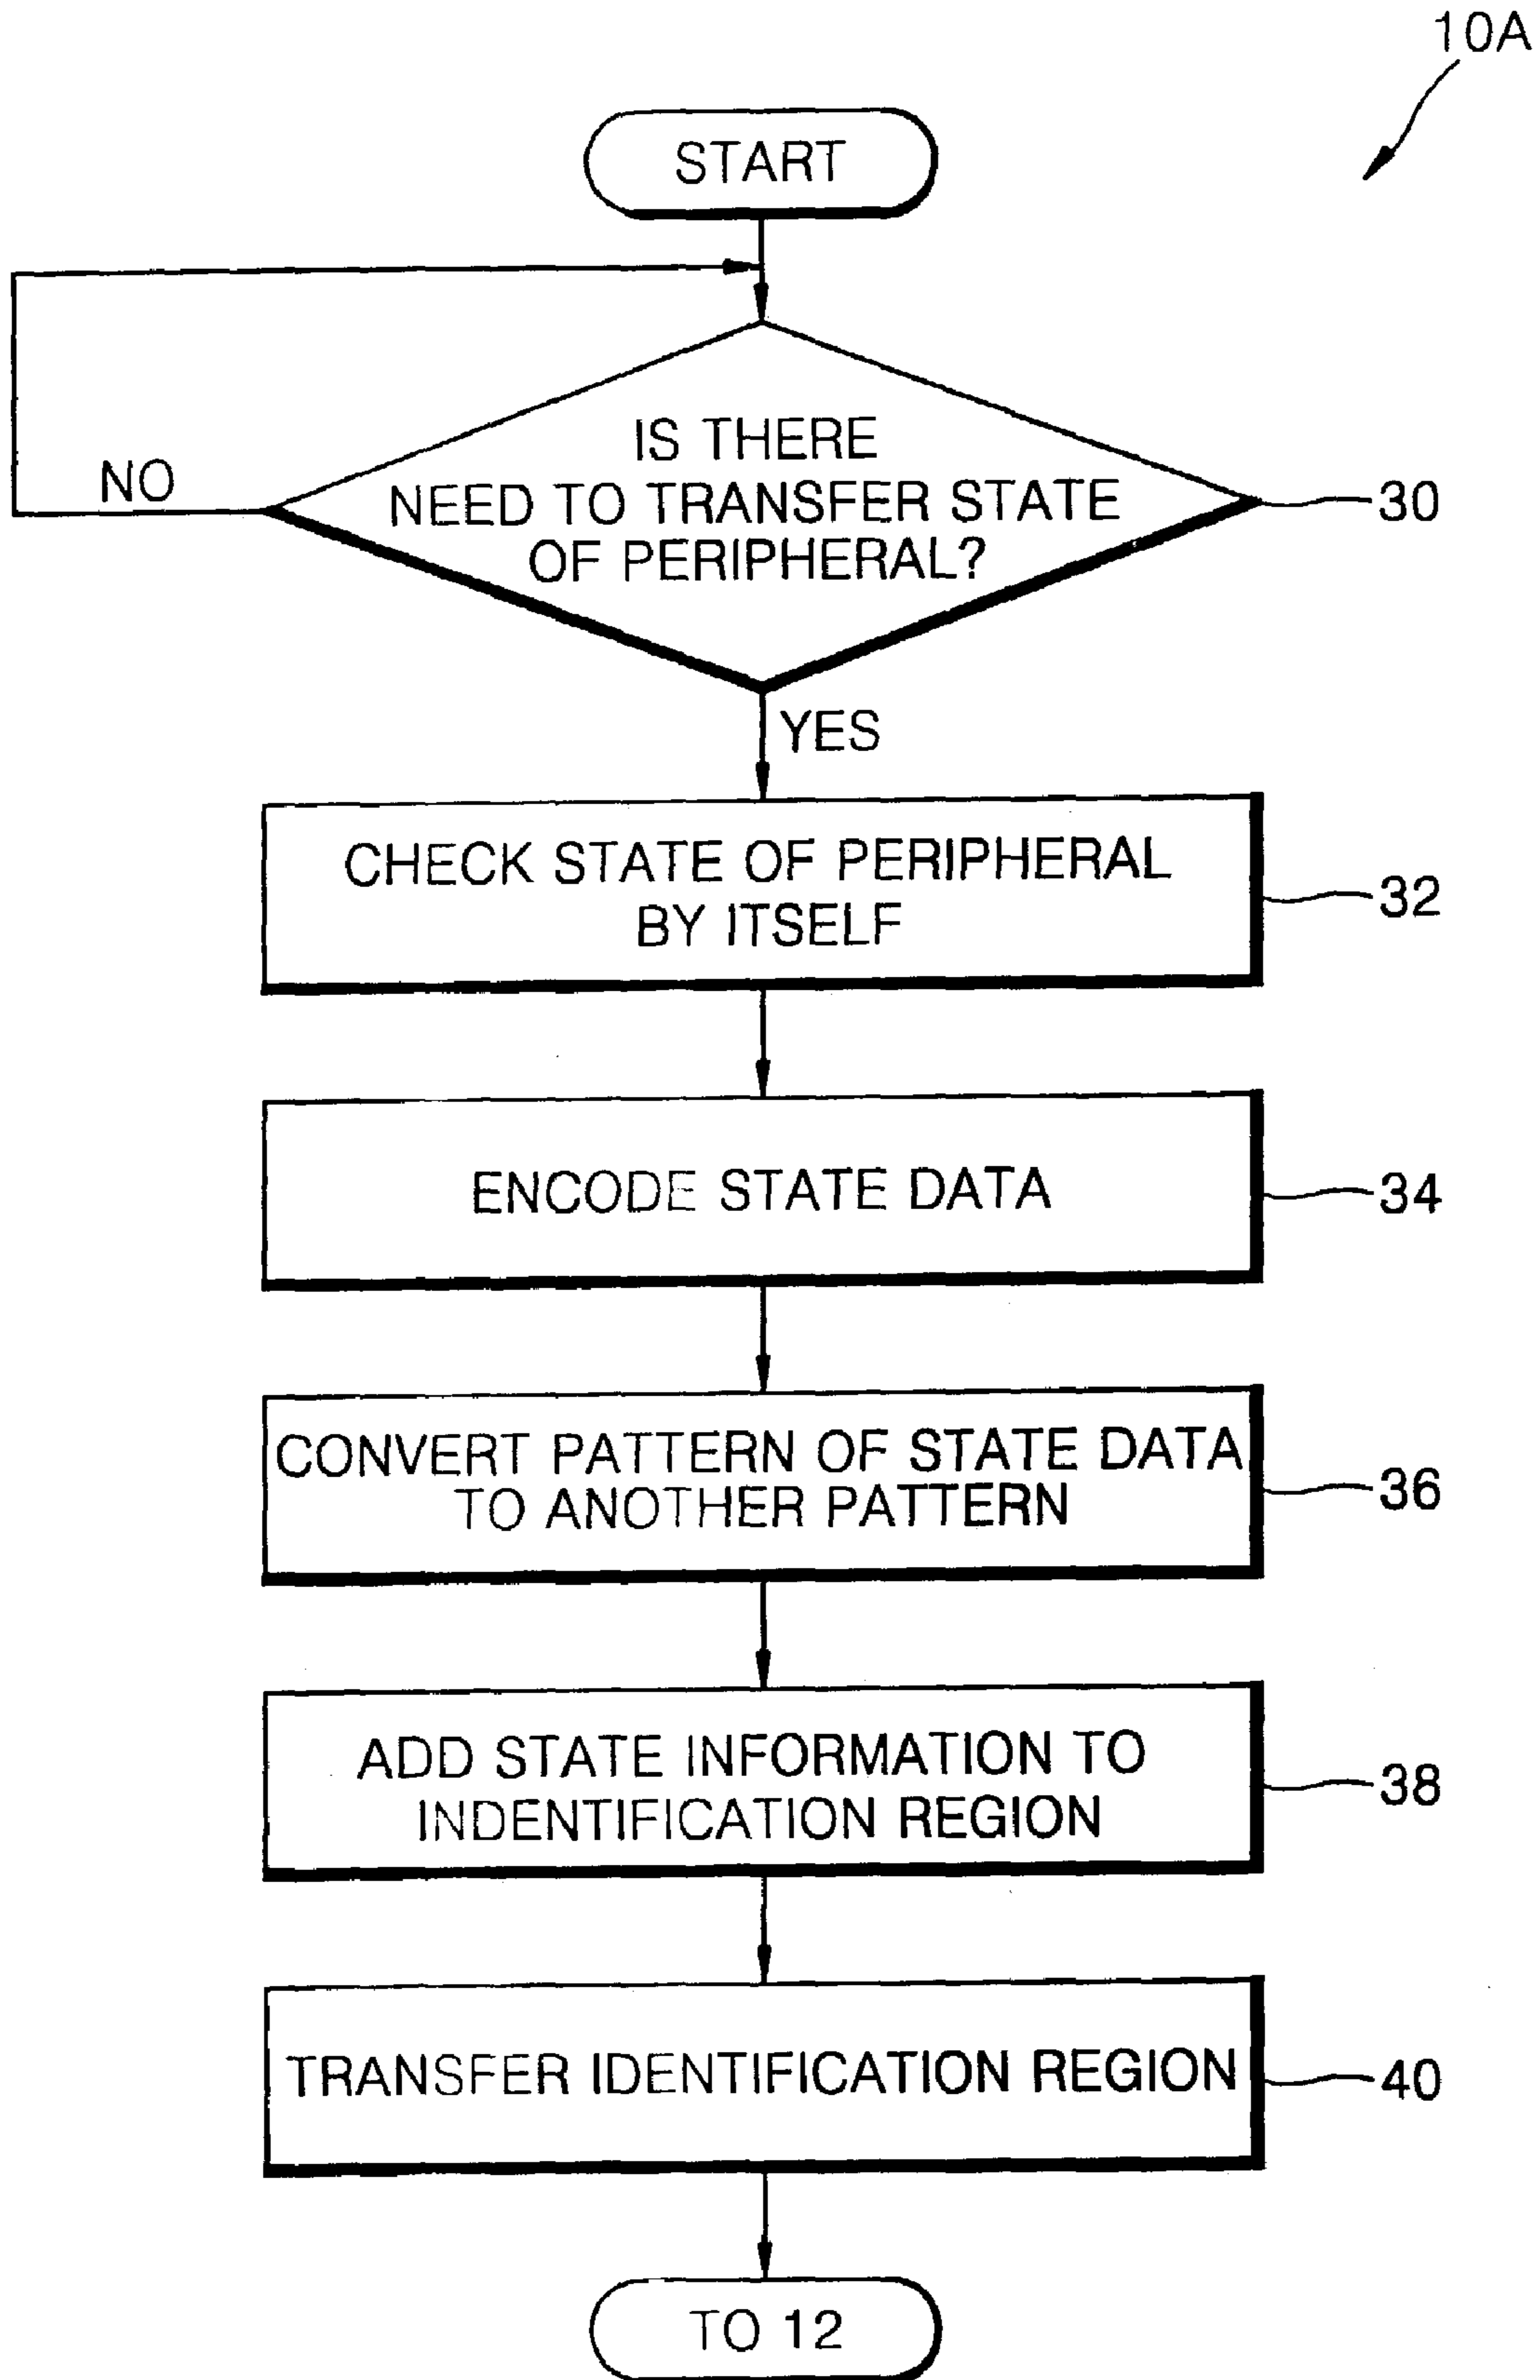 10A
START
IS THERE
NEED TO TRANSFER STATE
OF PERIPHERAL?
NO
30
YES
CHECK STATE OF PERIPHERAL
BY ITSELF
32
ENCODE STATE DATA
34
CONVERT PATTERN OF STATE DATA
TO ANOTHER PATTERN
36
ADD STATE INFORMATION TO
INDENTIFICATION REGION
38
TRANSFER IDENTIFICATION REGION
40
TO 12